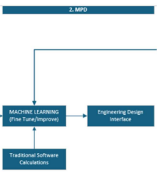 2. MPD
MACHINE LEARNING
(Fine Tune/Improve)
Engineering Design
Interface
Traditional Software
Calculations